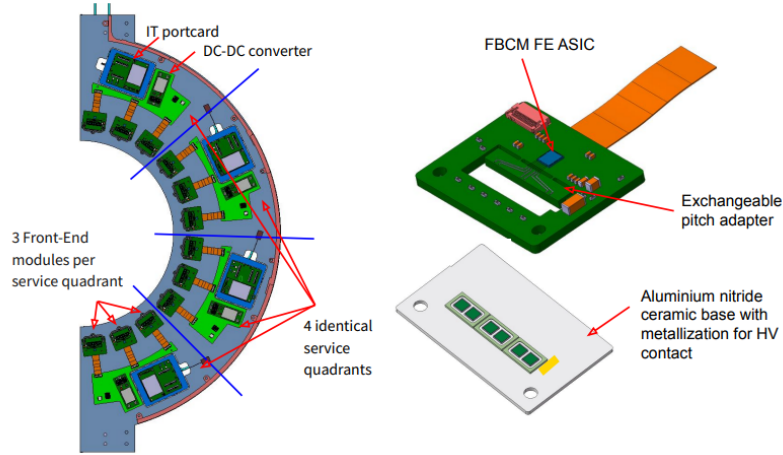 IT portcard
DC-DC converter
3 Front-End
modules per
service quadrant
4 identical
service
quadrants
FBCM FE ASIC
Exchangeable
pitch adapter
Aluminium nitride
ceramic base with
metallization for HV
contact